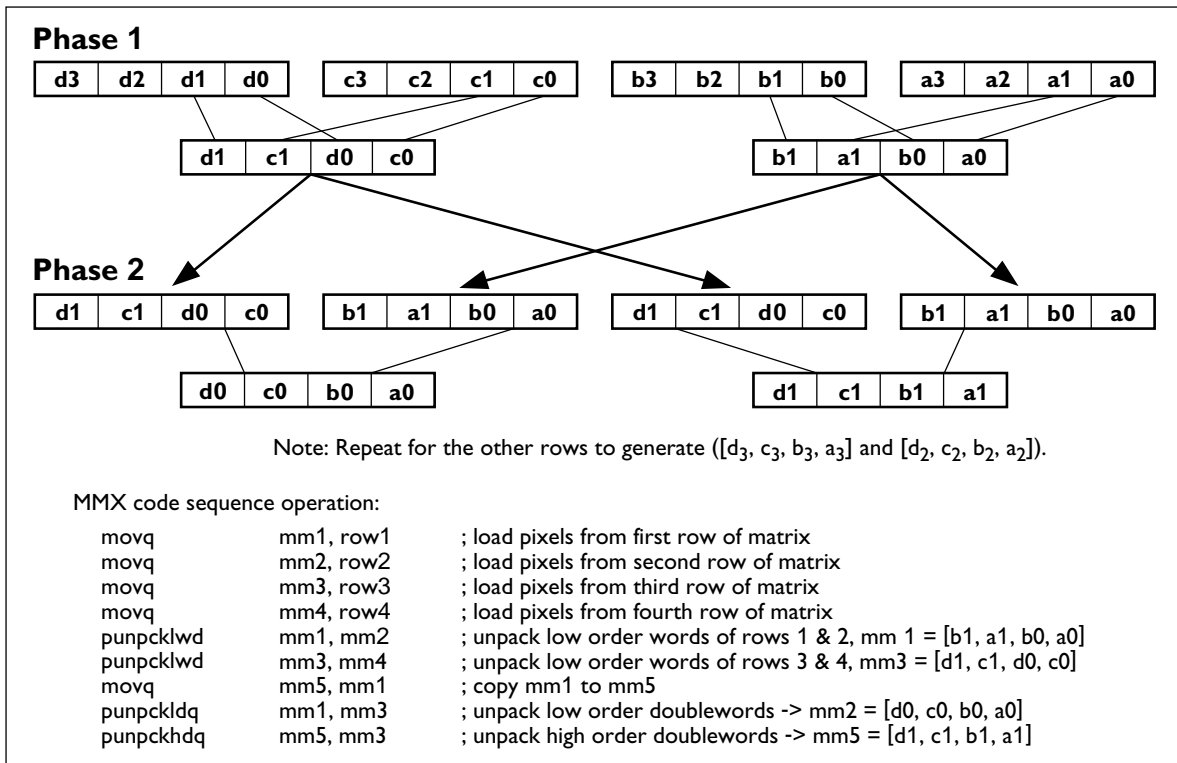 Phase 1
d3 d2 d1 d0 c3 c2 c1 c0 b3 b2 b1 b0 a3 a2 a1 a0
d1 c1 d0 c0 b1 a1 b0 a0
Phase 2
d1 c1 d0 c0 b1 a1 b0 a0 d1 c1 d0 c0 b1 a1 b0 a0
d0 c0 b0 a0 d1 c1 b1 a1
Note: Repeat for the other rows to generate ([d3, c3, b3, a3] and [d2, c2, b2, a2]).
MMX code sequence operation:
movq mm1, row1 ; load pixels from first row of matrix
movq mm2, row2 ; load pixels from second row of matrix
movq mm3, row3 ; load pixels from third row of matrix
movq mm4, row4 ; load pixels from fourth row of matrix
punpcklwd mm1, mm2 ; unpack low order words of rows 1 & 2, mm 1 = [b1, a1, b0, a0]
punpcklwd mm3, mm4 ; unpack low order words of rows 3 & 4, mm3 = [d1, c1, d0, c0]
movq mm5, mm1 ; copy mm1 to mm5
punpckldq mm1, mm3 ; unpack low order doublewords -> mm2 = [d0, c0, b0, a0]
punpckhdq mm5, mm3 ; unpack high order doublewords -> mm5 = [d1, c1, b1, a1]